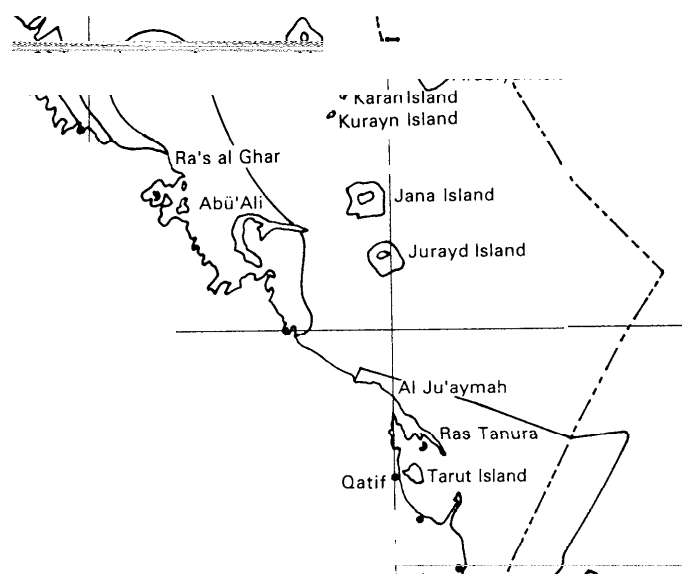 Karan Island
Kurayn Island
Ra's al Ghar
Jana Island
Abü'Ali
Jurayd Island
Al Ju'aymah
Ras Tanura
Qatif
Tarut Island